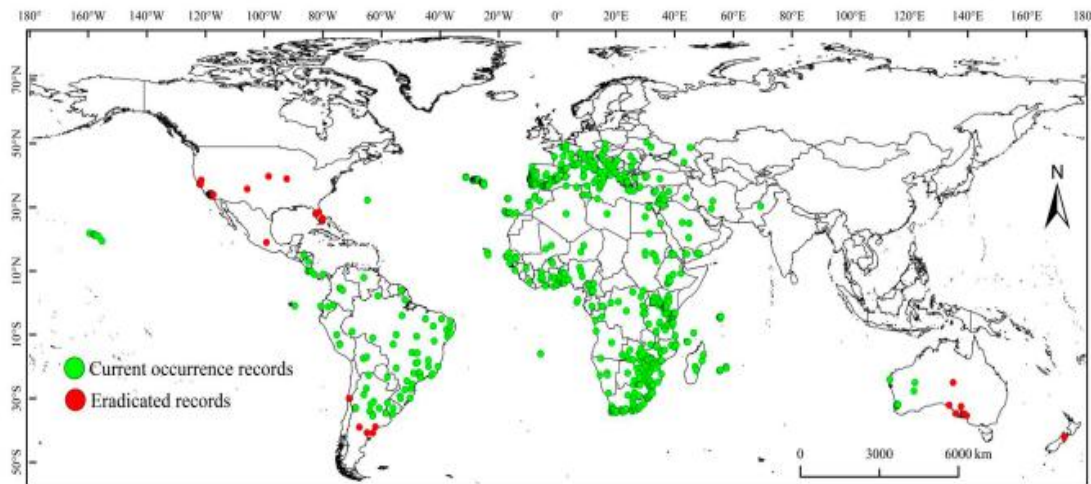 180° 160°W 140°W 120°W 100°W 80°W 60°W 40°W 20°W 0° 20°E 40°E 60°E 80°E 100°E 120°E 140°E 160°E 180
70°N
50°N
30°N
10°N
10°S
30°S
50°S
N
Current occurrence records
Eradicated records
0 3000 6000 km